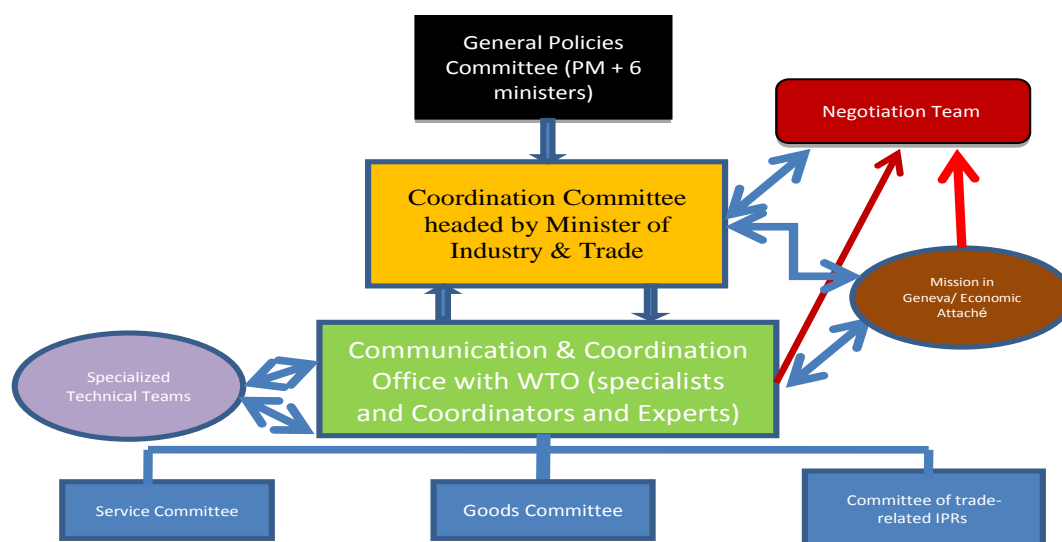 General Policies
Committee (PM + 6
ministers)
Negotiation Team
Coordination Committee
headed by Minister of
Industry & Trade
Mission in
Geneva/ Economic
Attaché
Communication & Coordination
Office with WTO (specialists
and Coordinators and Experts)
Specialized
Technical Teams
Service Committee
Goods Committee
Committee of trade-
related IPRs